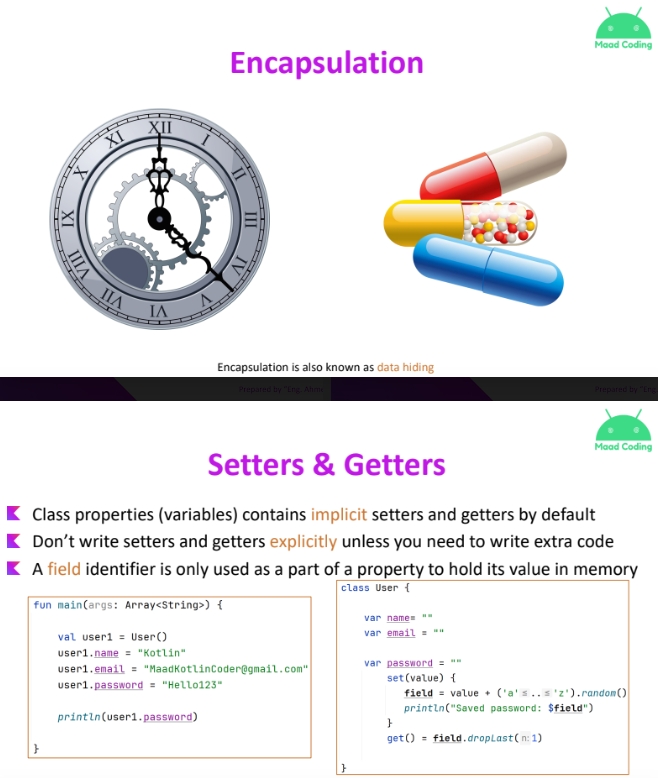 Maad Coding
Encapsulation
XII
I
II
III
IV
V
VI
VII
VIII
IX
X
XI
Encapsulation is also known as data hiding
Prepared by "Eng.
Prepared by "Eng
Maad Coding
Setters & Getters
Class properties (variables) contains implicit setters and getters by default
Don't write setters and getters explicitly unless you need to write extra code
A field identifier is only used as a part of a property to hold its value in memory
fun main(args: Array<String>) {
val user1 = User()
user1.name = "Kotlin"
user1.email = "MaadKotlinCoder@gmail.com"
user1.password = "Hello123"
println(user1.password)
}
class User {
var name= ""
var email = ""
var password = ""
set(value) {
field = value + ('a' ≤ .. ≤ 'z').random()
println("Saved password: $field")
}
get() = field.dropLast( n: 1)
}